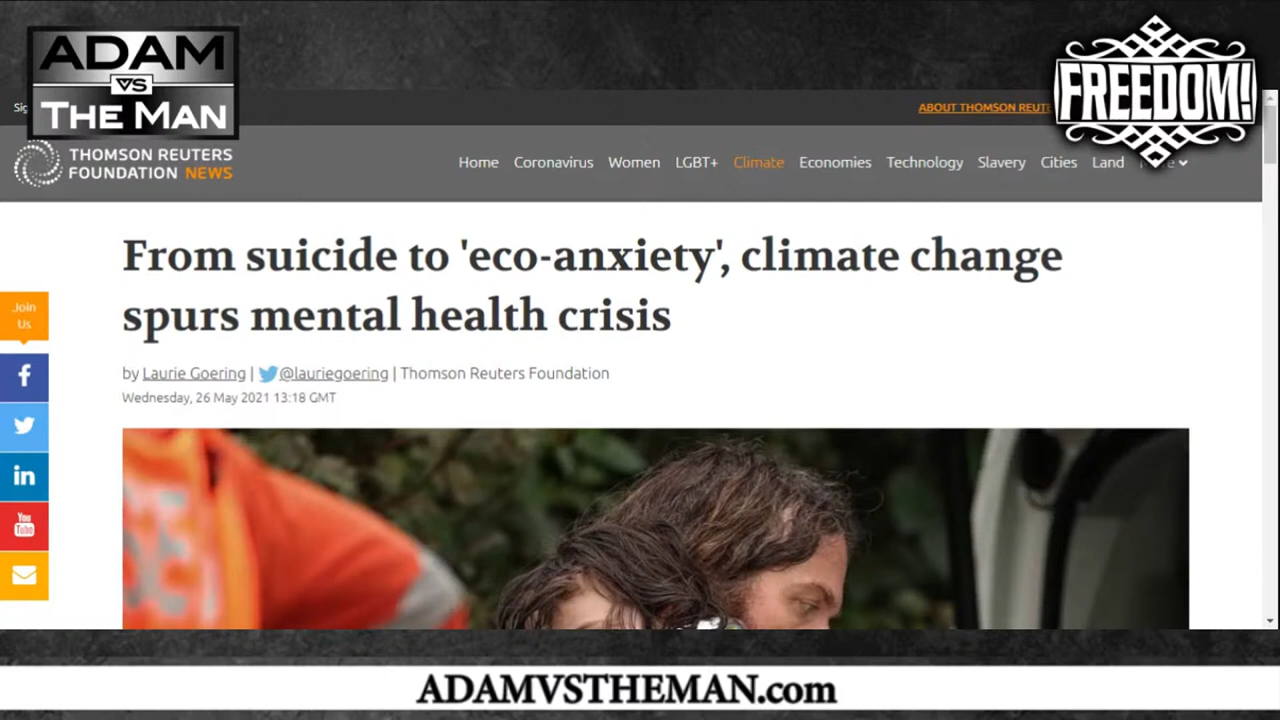 ADAM
VS
THE MAN
FREEDOM!
ABOUT THOMSON
THOMSON REUTERS
FOUNDATION NEWS
Home Coronavirus Women LGBT+ Climate Economies Technology Slavery Cities Land
From suicide to 'eco-anxiety', climate change
spurs mental health crisis
by Laurie Goering | @lauriegoering | Thomson Reuters Foundation
Wednesday, 26 May 2021 13:18 GMT
Join
Us
You
Tube
ADAMVSTHEMAN.com